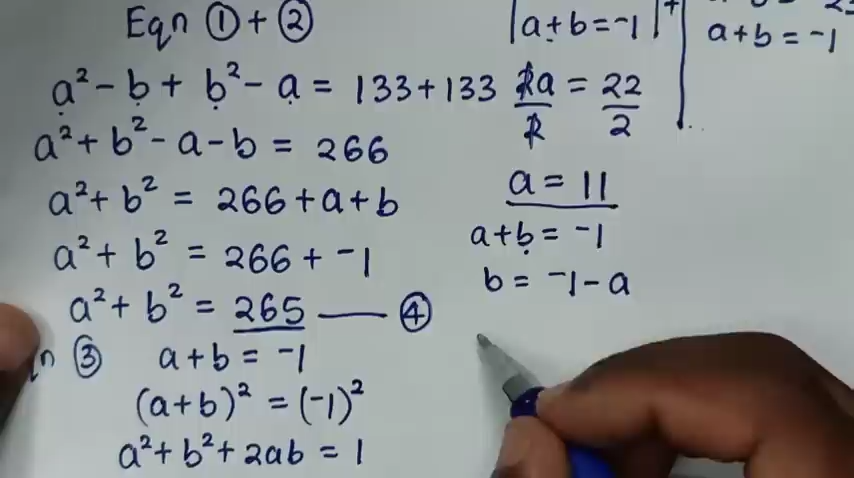 Eqn ① + ②
a² - b + b² - a = 133 + 133
a² + b² - a - b = 266
a² + b² = 266 + a + b
a² + b² = 266 + -1
a² + b² = 265 —— ④
n ③ a + b = -1
(a + b)² = (-1)²
a² + b² + 2ab = 1
a + b = -1 +
2a/2 = 22/2
a = 11
a + b = -1
b = -1 - a
a + b = -1